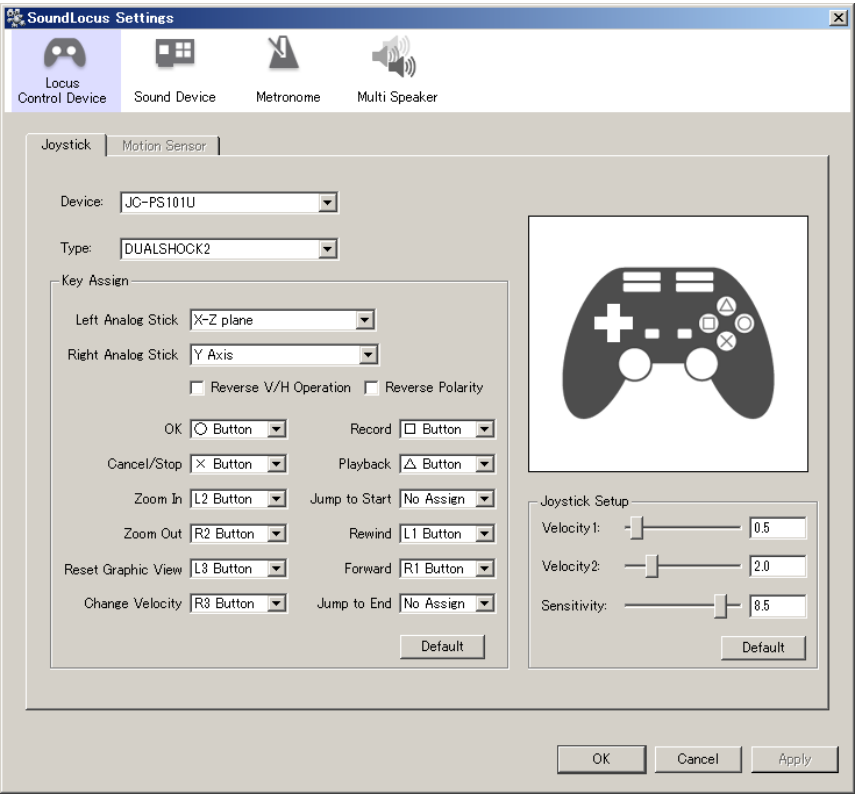 SoundLocus Settings
Locus
Control Device
Sound Device
Metronome
Multi Speaker
Joystick
Motion Sensor
Device: JC-PS101U
Type: DUALSHOCK2
Key Assign
Left Analog Stick X-Z plane
Right Analog Stick Y Axis
Reverse V/H Operation Reverse Polarity
OK ○ Button Record □ Button
Cancel/Stop × Button Playback △ Button
Zoom In L2 Button Jump to Start No Assign
Zoom Out R2 Button Rewind L1 Button
Reset Graphic View L3 Button Forward R1 Button
Change Velocity R3 Button Jump to End No Assign
Default
Joystick Setup
Velocity1: 0.5
Velocity2: 2.0
Sensitivity: 8.5
Default
OK Cancel Apply